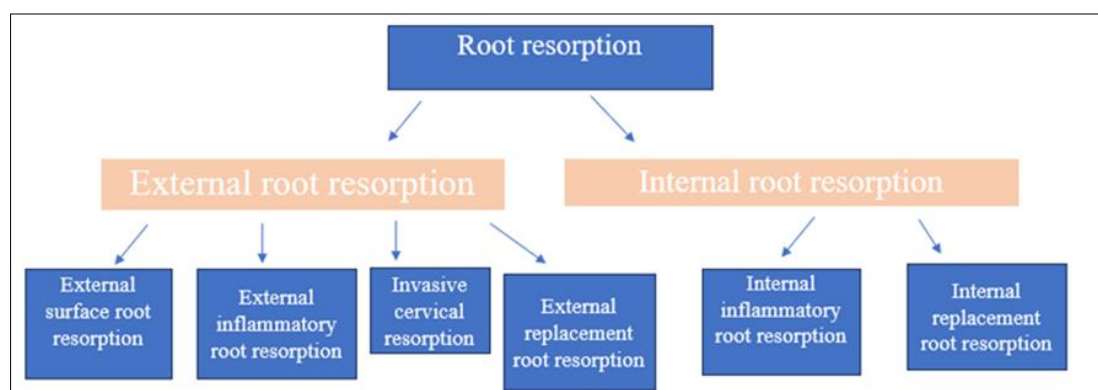 Root resorption
External root resorption
Internal root resorption
External
surface root
resorption
External
inflammatory
root resorption
Invasive
cervical
resorption
External
replacement
root resorption
Internal
inflammatory
root resorption
Internal
replacement
root resorption